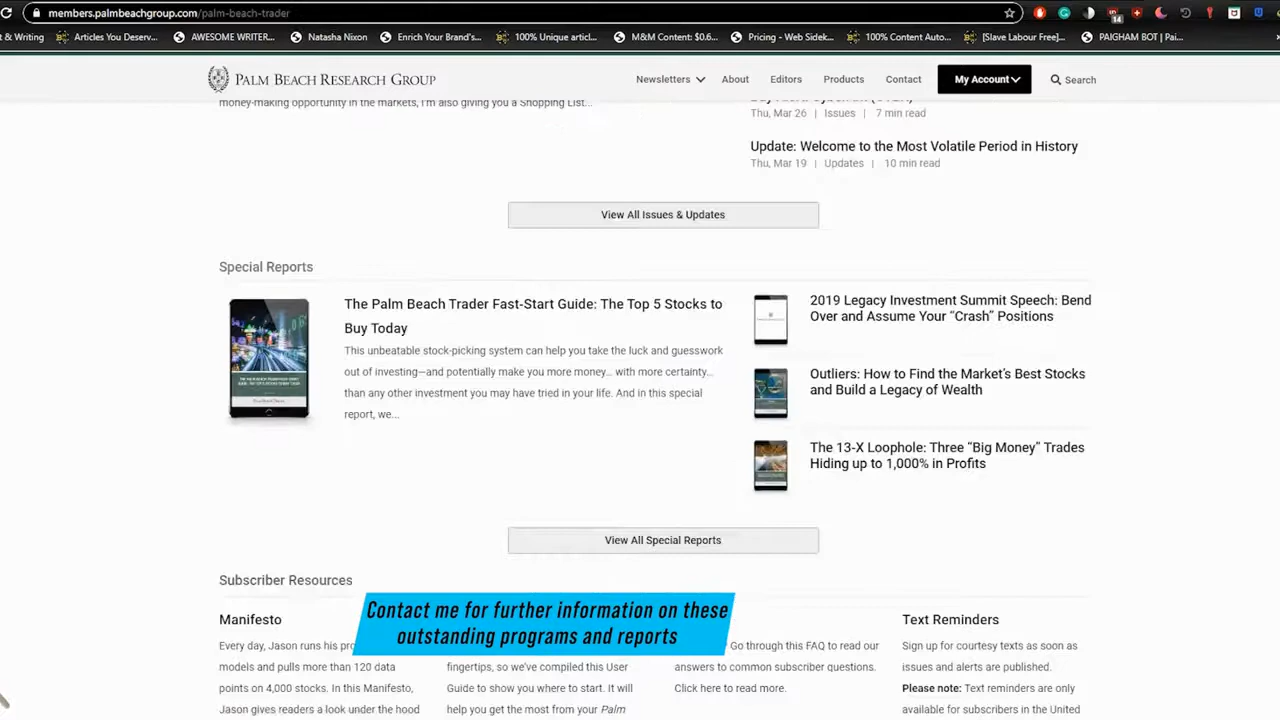 members.palmbeachgroup.com/palm-beach-trader
t & Writing
Articles You Deserv...
AWESOME WRITER...
Natasha Nixon
Enrich Your Brand's...
100% Unique articl...
M&M Content: $0.6...
Pricing - Web Sidek...
100% Content Auto...
[Slave Labour Free]...
PAIGHAM BOT | Pai...
14
PALM BEACH RESEARCH GROUP
Newsletters
About
Editors
Products
Contact
My Account
Search
money-making opportunity in the markets, I'm also giving you a Shopping List...
Thu, Mar 26 | Issues | 7 min read
Update: Welcome to the Most Volatile Period in History
Thu, Mar 19 | Updates | 10 min read
View All Issues & Updates
Special Reports
The Palm Beach Trader Fast-Start Guide: The Top 5 Stocks to
Buy Today
This unbeatable stock-picking system can help you take the luck and guesswork
out of investing—and potentially make you more money... with more certainty...
than any other investment you may have tried in your life. And in this special
report, we...
2019 Legacy Investment Summit Speech: Bend
Over and Assume Your “Crash” Positions
Outliers: How to Find the Market's Best Stocks
and Build a Legacy of Wealth
The 13-X Loophole: Three “Big Money” Trades
Hiding up to 1,000% in Profits
View All Special Reports
Subscriber Resources
Manifesto
Every day, Jason runs his pro
models and pulls more than 120 data
points on 4,000 stocks. In this Manifesto,
Jason gives readers a look under the hood
Contact me for further information on these
outstanding programs and reports
fingertips, so we've compiled this User
Guide to show you where to start. It will
help you get the most from your Palm
Go through this FAQ to read our
answers to common subscriber questions.
Click here to read more.
Text Reminders
Sign up for courtesy texts as soon as
issues and alerts are published.
Please note: Text reminders are only
available for subscribers in the United